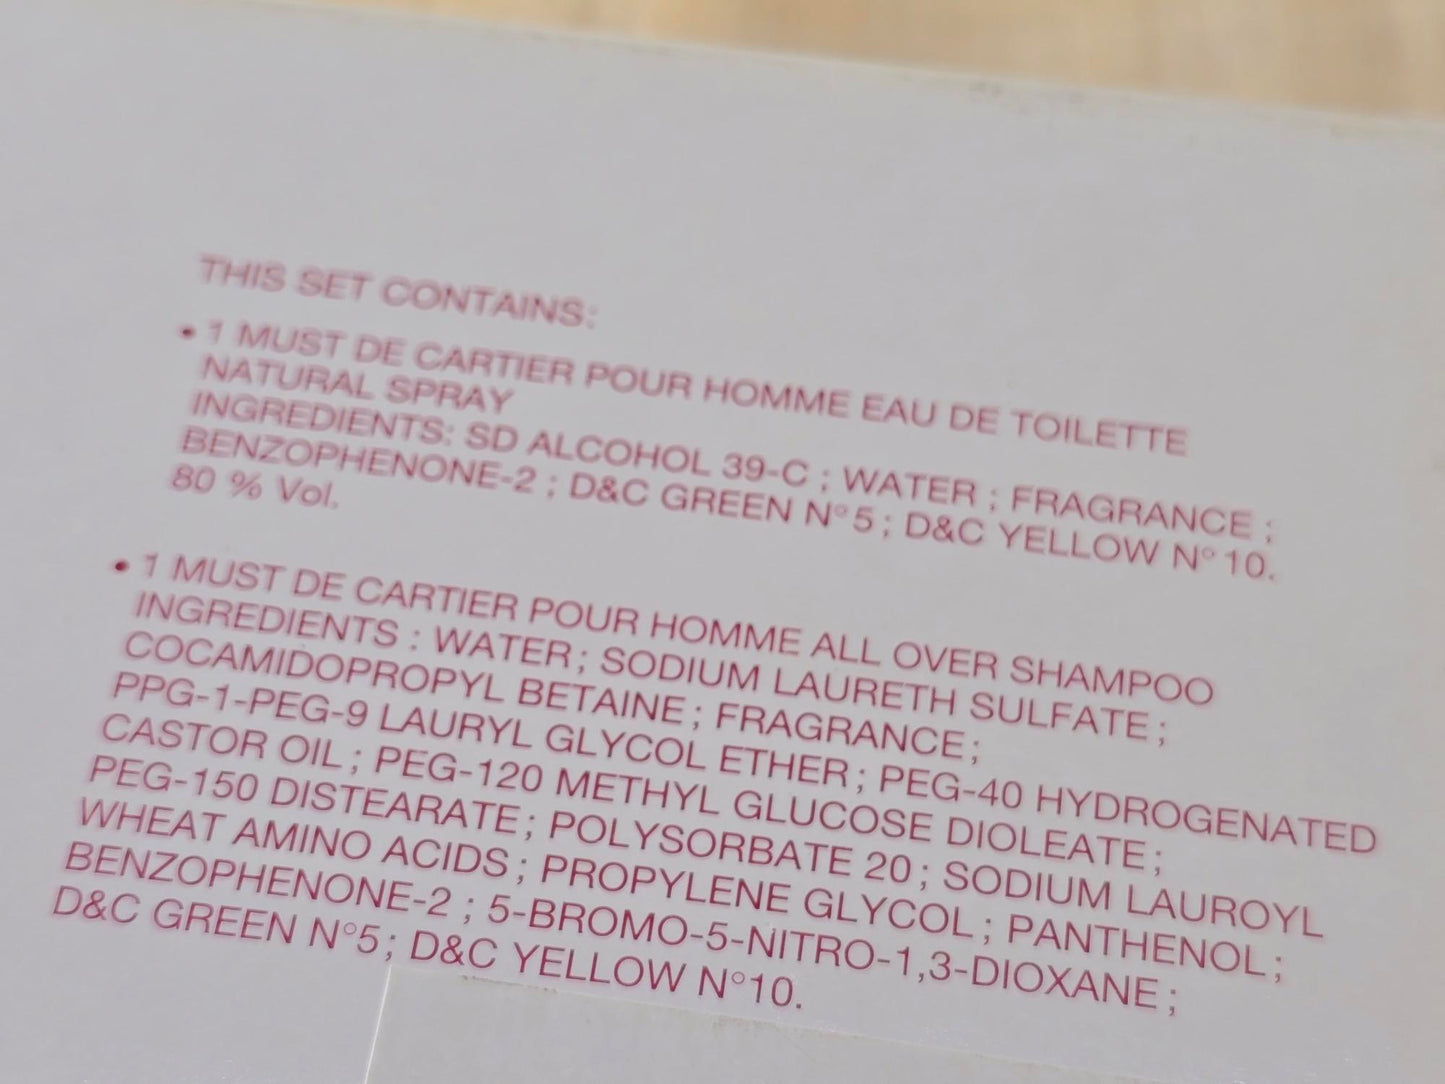 THIS SET CONTAINS:
• 1 MUST DE CARTIER POUR HOMME EAU DE TOILETTE
NATURAL SPRAY
INGREDIENTS: SD ALCOHOL 39-C ; WATER ; FRAGRANCE ;
BENZOPHENONE-2 ; D&C GREEN N°5 ; D&C YELLOW N° 10.
80 % Vol.
• 1 MUST DE CARTIER POUR HOMME ALL OVER SHAMPOO
INGREDIENTS : WATER ; SODIUM LAURETH SULFATE ;
COCAMIDOPROPYL BETAINE ; FRAGRANCE ;
PPG-1-PEG-9 LAURYL GLYCOL ETHER ; PEG-40 HYDROGENATED
CASTOR OIL ; PEG-120 METHYL GLUCOSE DIOLEATE ;
PEG-150 DISTEARATE ; POLYSORBATE 20 ; SODIUM LAUROYL
WHEAT AMINO ACIDS ; PROPYLENE GLYCOL ; PANTHENOL ;
BENZOPHENONE-2 ; 5-BROMO-5-NITRO-1,3-DIOXANE ;
D&C GREEN N°5 ; D&C YELLOW N°10.